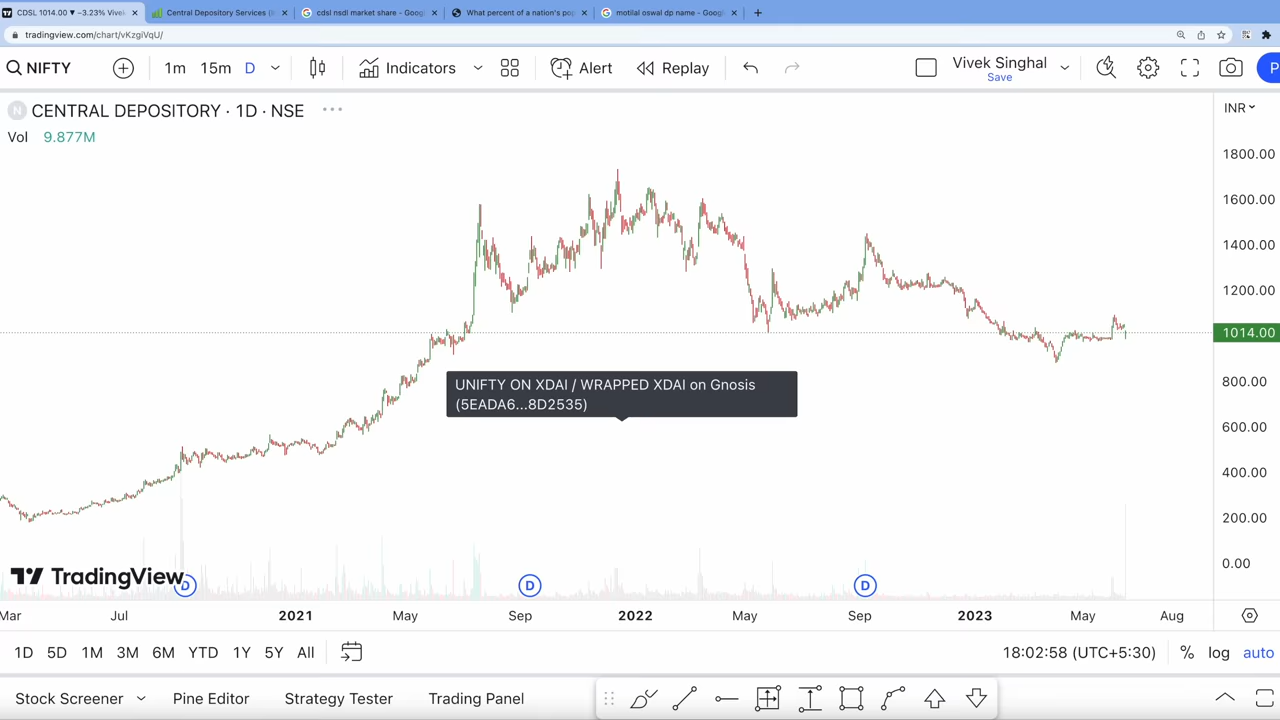 CDSL 1014.00 ▼ −3.23% Vivek
Central Depository Services (I
cdsl nsdl market share - Googl
What percent of a nation's pop
motilal oswal dp name - Google
tradingview.com/chart/vKzgiVqU/
NIFTY
1m
15m
D
Indicators
Alert
Replay
Vivek Singhal
Save
P
N
CENTRAL DEPOSITORY · 1D · NSE
INR
Vol 9.877M
1800.00
1600.00
1400.00
1200.00
1014.00
800.00
600.00
400.00
200.00
0.00
UNIFTY ON XDAI / WRAPPED XDAI on Gnosis
(5EADA6...8D2535)
TradingView
D
D
D
Mar Jul 2021 May Sep 2022 May Sep 2023 May Aug
1D 5D 1M 3M 6M YTD 1Y 5Y All
18:02:58 (UTC+5:30) % log auto
Stock Screener Pine Editor Strategy Tester Trading Panel